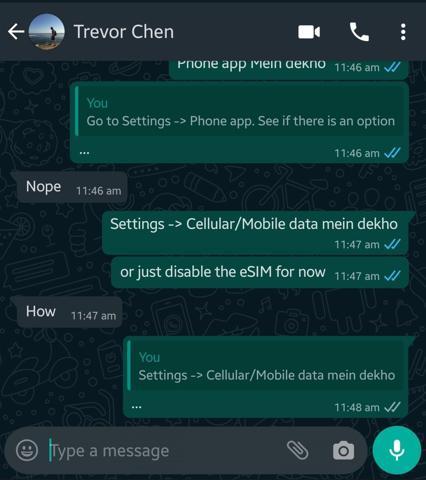 Trevor Chen
Phone app Mein dekho
11:46 am
You
Go to Settings -> Phone app. See if there is an option
...
11:46 am
Nope
11:46 am
Settings -> Cellular/Mobile data mein dekho
11:47 am
or just disable the eSIM for now
11:47 am
How
11:47 am
You
Settings -> Cellular/Mobile data mein dekho
...
11:48 am
Type a message